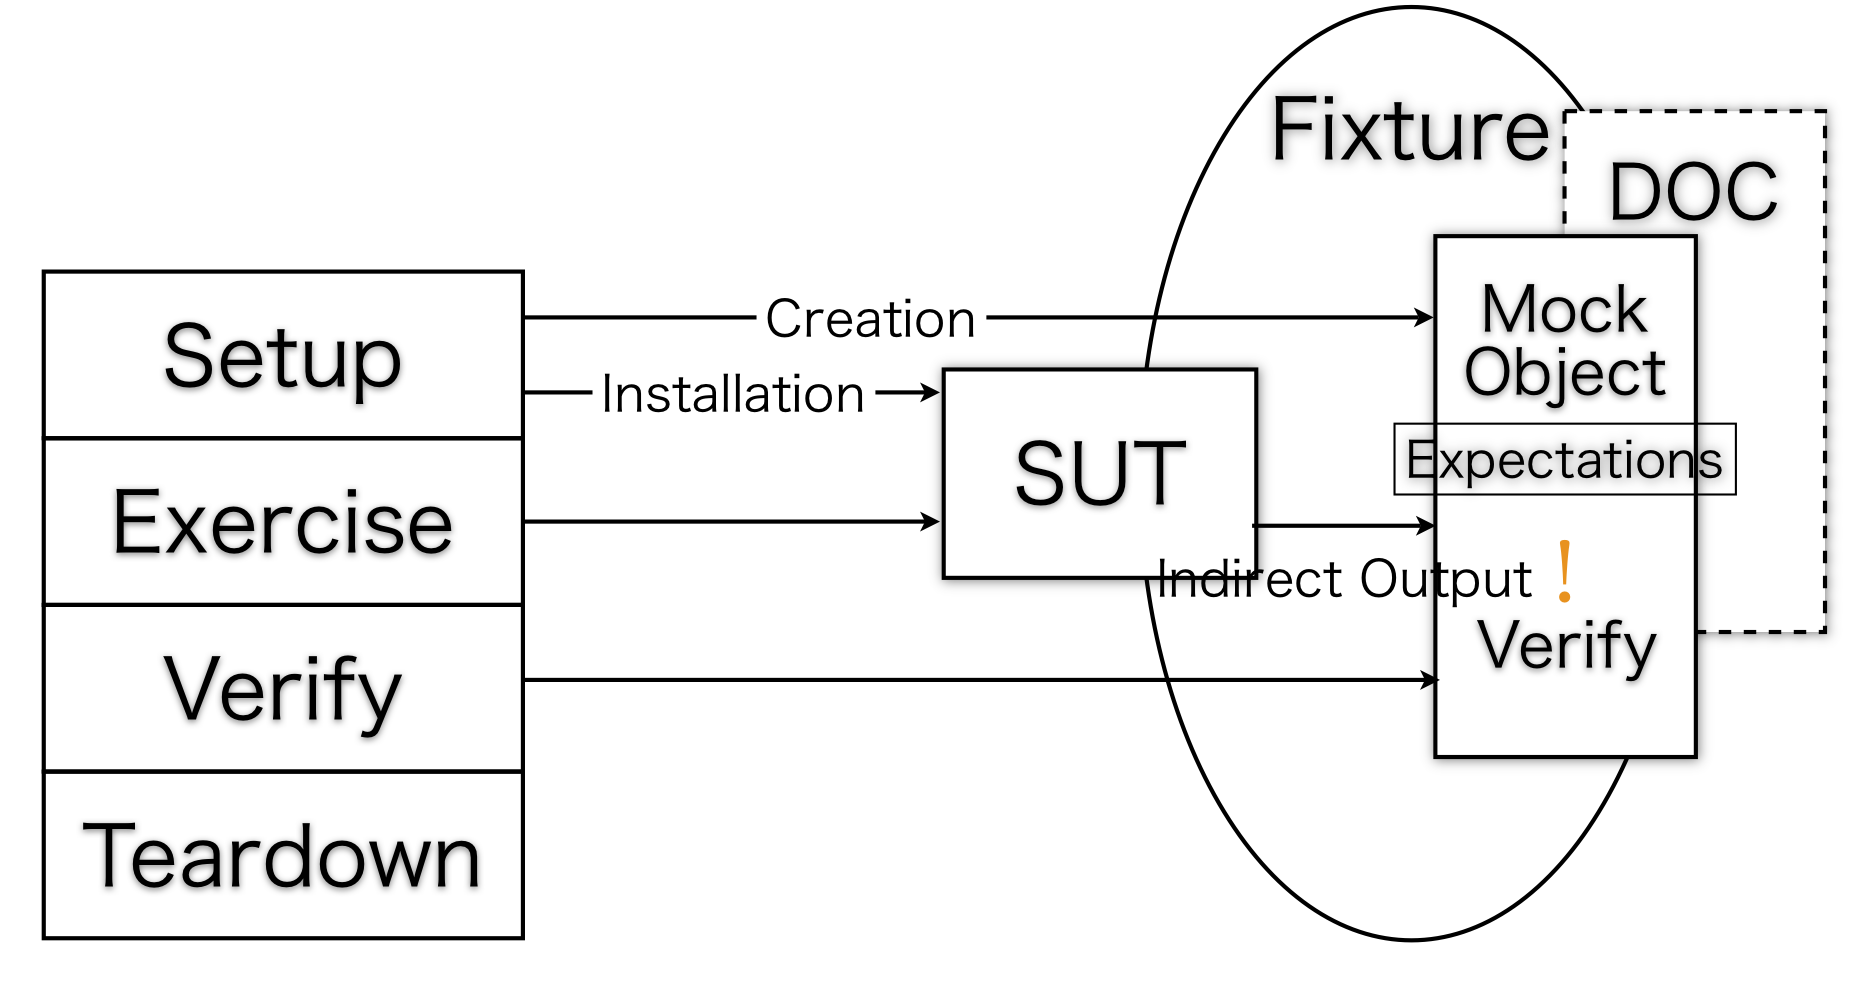 Fixture
DOC
Setup
Creation
Installation
Mock
Object
SUT
Expectations
Exercise
Indirect Output !
Verify
Verify
Teardown